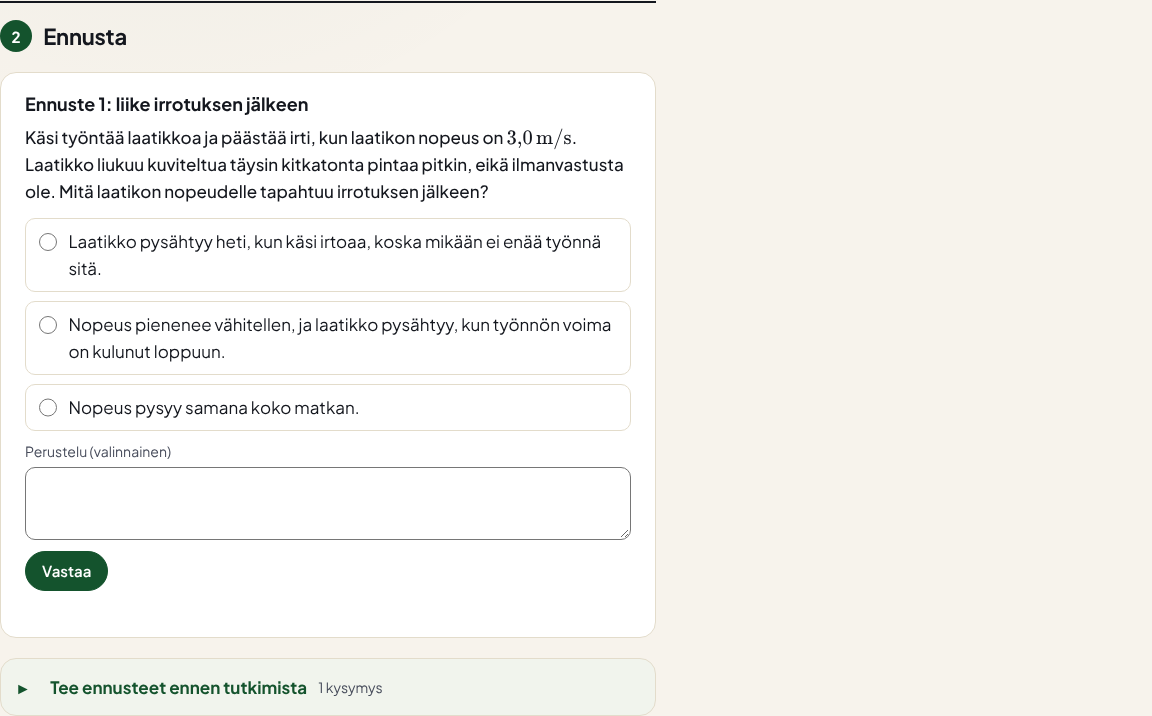 2 Ennusta
Ennuste 1: liike irrotuksen jälkeen
Käsi työntää laatikkoa ja päästää irti, kun laatikon nopeus on 3,0 m/s.
Laatikko liukuu kuviteltua täysin kitkatonta pintaa pitkin, eikä ilmanvastusta
ole. Mitä laatikon nopeudelle tapahtuu irrotuksen jälkeen?
Laatikko pysähtyy heti, kun käsi irtoaa, koska mikään ei enää työnnä
sitä.
Nopeus pienenee vähitellen, ja laatikko pysähtyy, kun työnnön voima
on kulunut loppuun.
Nopeus pysyy samana koko matkan.
Perustelu (valinnainen)
Vastaa
Tee ennusteet ennen tutkimista 1 kysymys